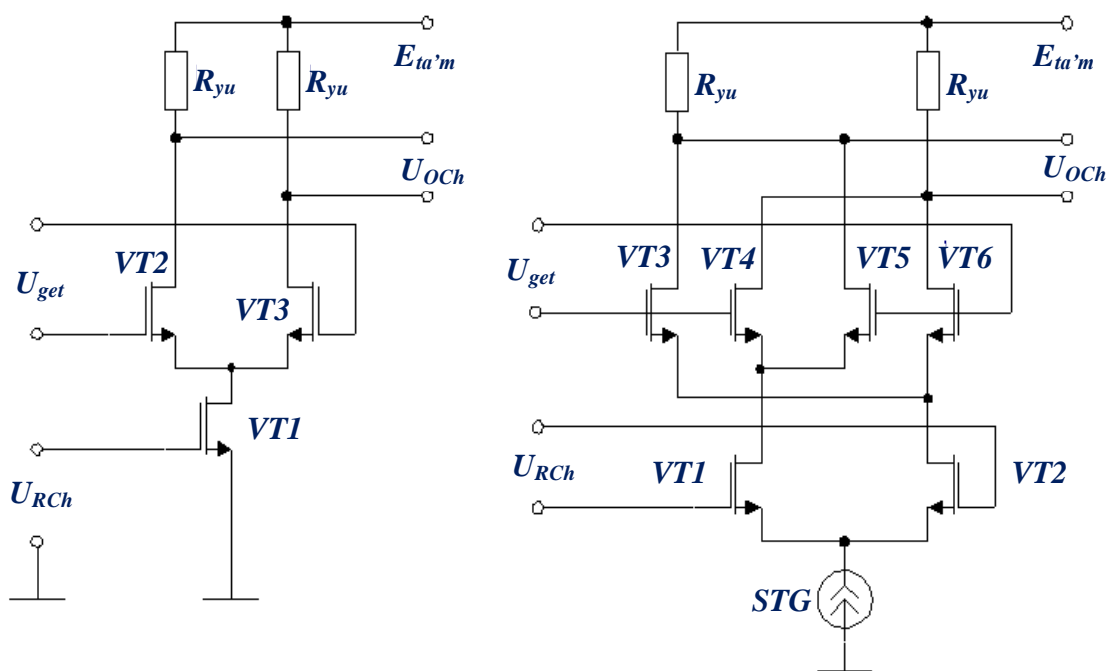 E_ta'm
R_yu
R_yu
U_OCh
VT2
U_get
VT3
VT1
U_RCh
E_ta'm
R_yu
R_yu
U_OCh
VT3
VT4
VT5
VT6
U_get
U_RCh
VT1
VT2
STG